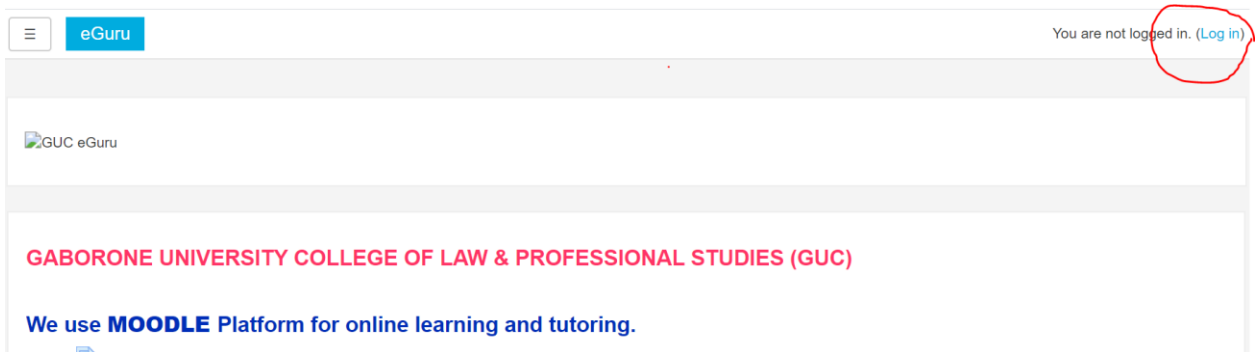 ☰ eGuru You are not logged in. (Log in)
GUC eGuru
GABORONE UNIVERSITY COLLEGE OF LAW & PROFESSIONAL STUDIES (GUC)
We use MOODLE Platform for online learning and tutoring.